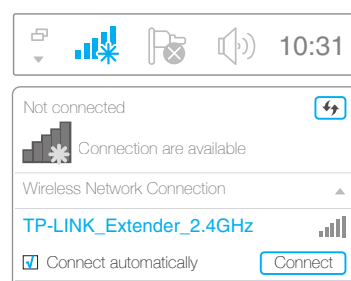 10:31
Not connected
Connection are available
Wireless Network Connection
TP-LINK_Extender_2.4GHz
Connect automatically
Connect